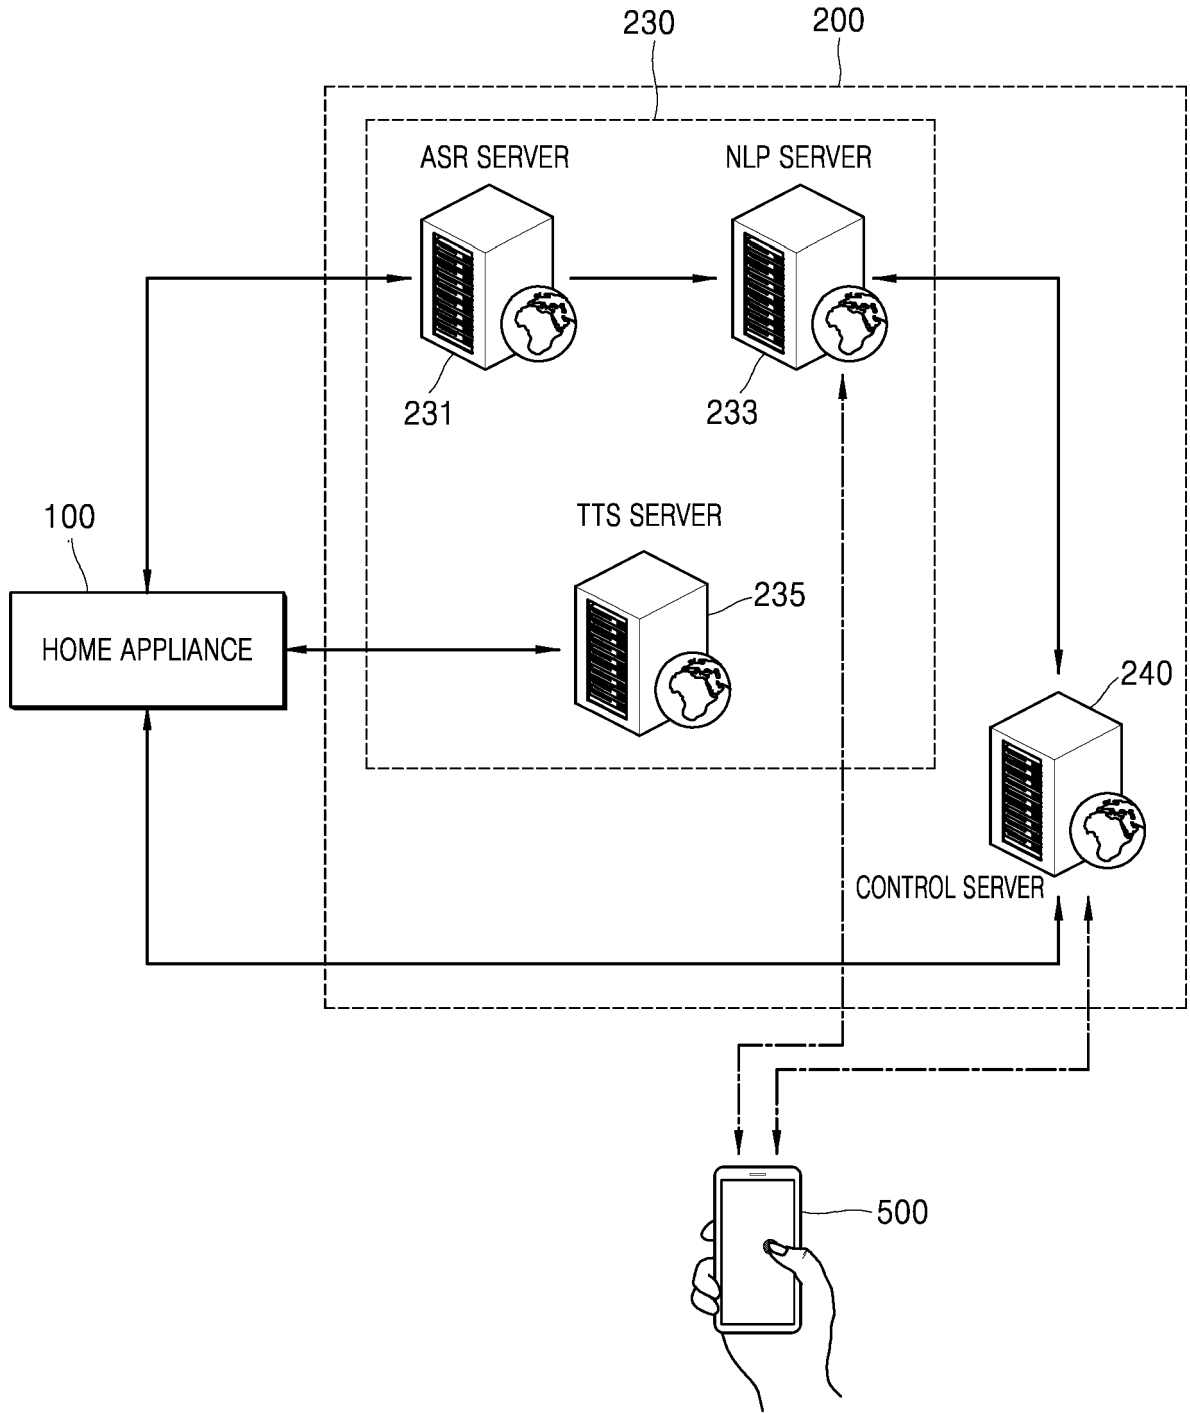 230
200
ASR SERVER
NLP SERVER
231
233
100
TTS SERVER
235
HOME APPLIANCE
240
CONTROL SERVER
500